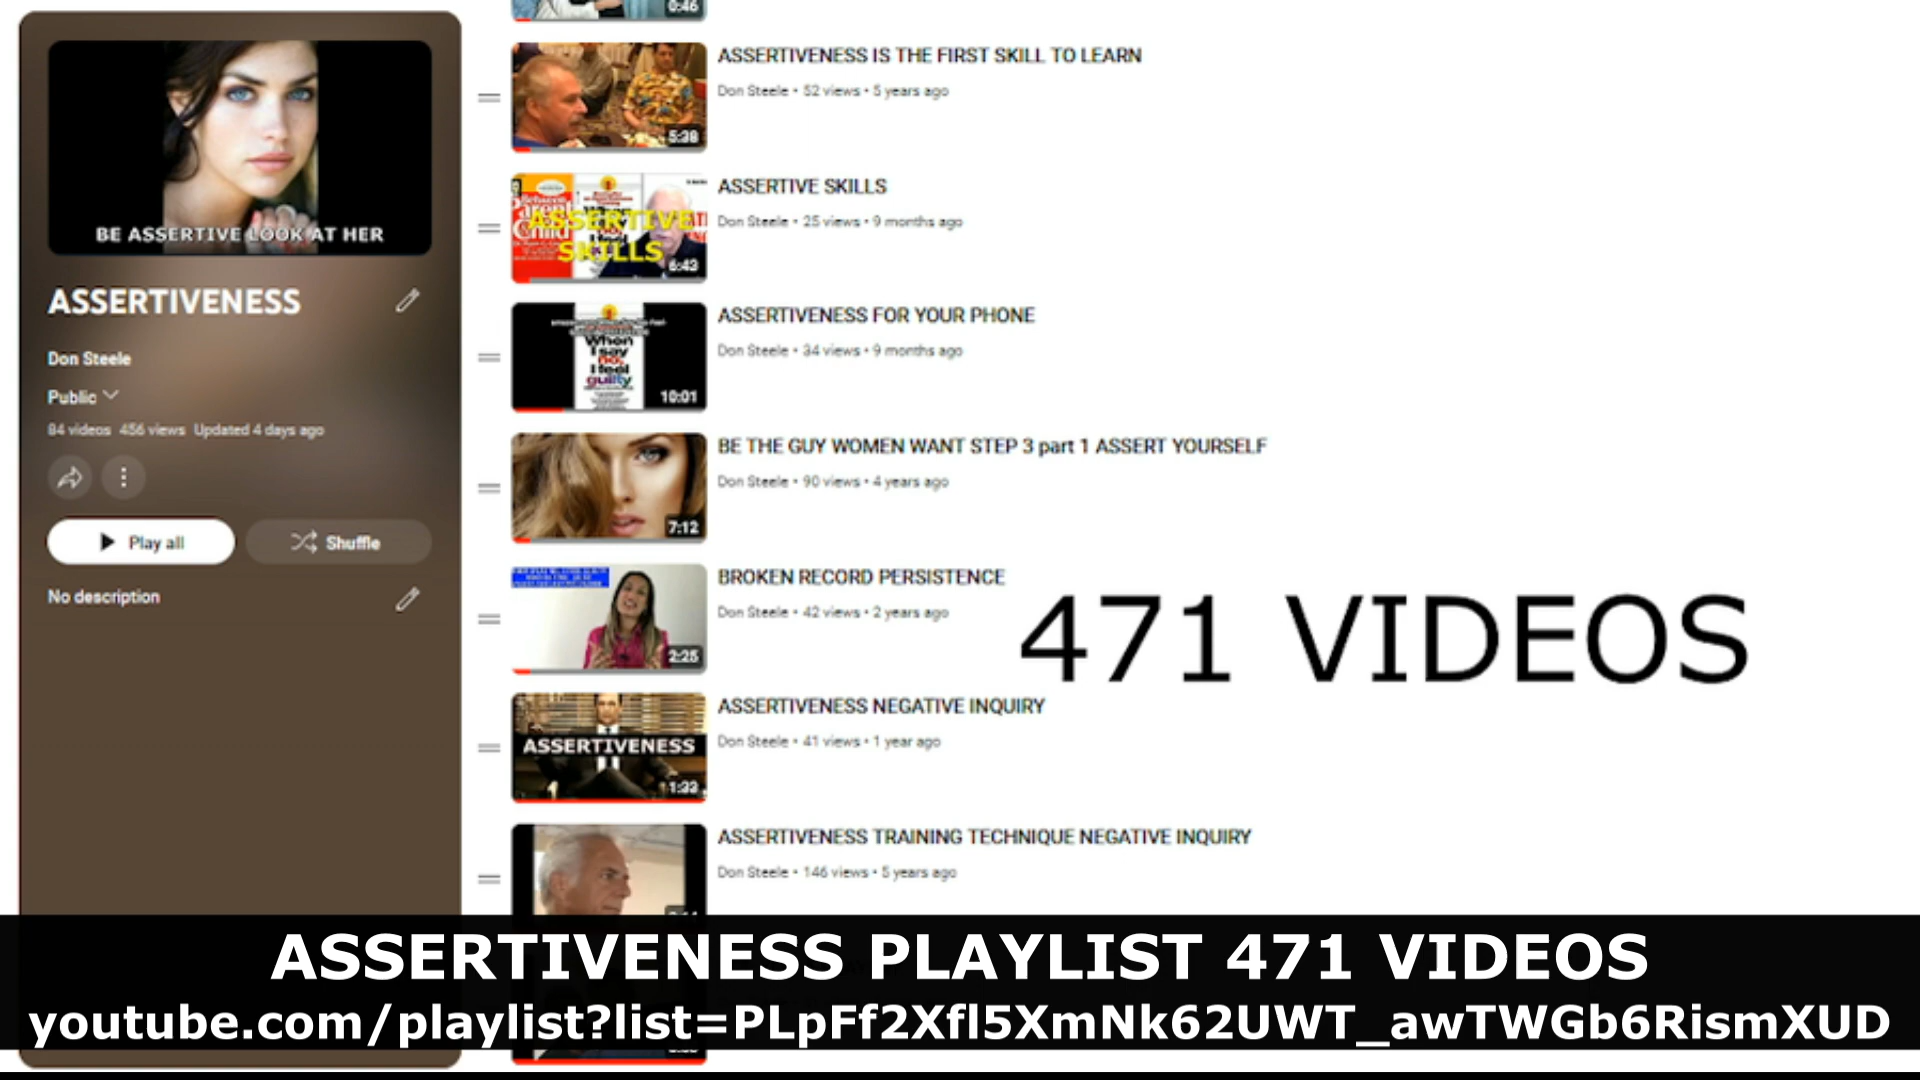 BE ASSERTIVE LOOK AT HER
ASSERTIVENESS
Don Steele
Public
84 videos 456 views Updated 4 days ago
Play all
Shuffle
No description
0:46
ASSERTIVENESS IS THE FIRST SKILL TO LEARN
Don Steele • 52 views • 5 years ago
5:38
ASSERTIVE SKILLS
Don Steele • 25 views • 9 months ago
Parent
Child
ASSERTIVE
SKILLS
6:43
ASSERTIVENESS FOR YOUR PHONE
Don Steele • 34 views • 9 months ago
When
I say
no,
I feel
guilty
10:01
BE THE GUY WOMEN WANT STEP 3 part 1 ASSERT YOURSELF
Don Steele • 90 views • 4 years ago
7:12
BROKEN RECORD PERSISTENCE
Don Steele • 42 views • 2 years ago
2:25
471 VIDEOS
ASSERTIVENESS NEGATIVE INQUIRY
Don Steele • 41 views • 1 year ago
ASSERTIVENESS
1:33
ASSERTIVENESS TRAINING TECHNIQUE NEGATIVE INQUIRY
Don Steele • 146 views • 5 years ago
ASSERTIVENESS PLAYLIST 471 VIDEOS
youtube.com/playlist?list=PLpFf2Xfl5XmNk62UWT_awTWGb6RismXUD